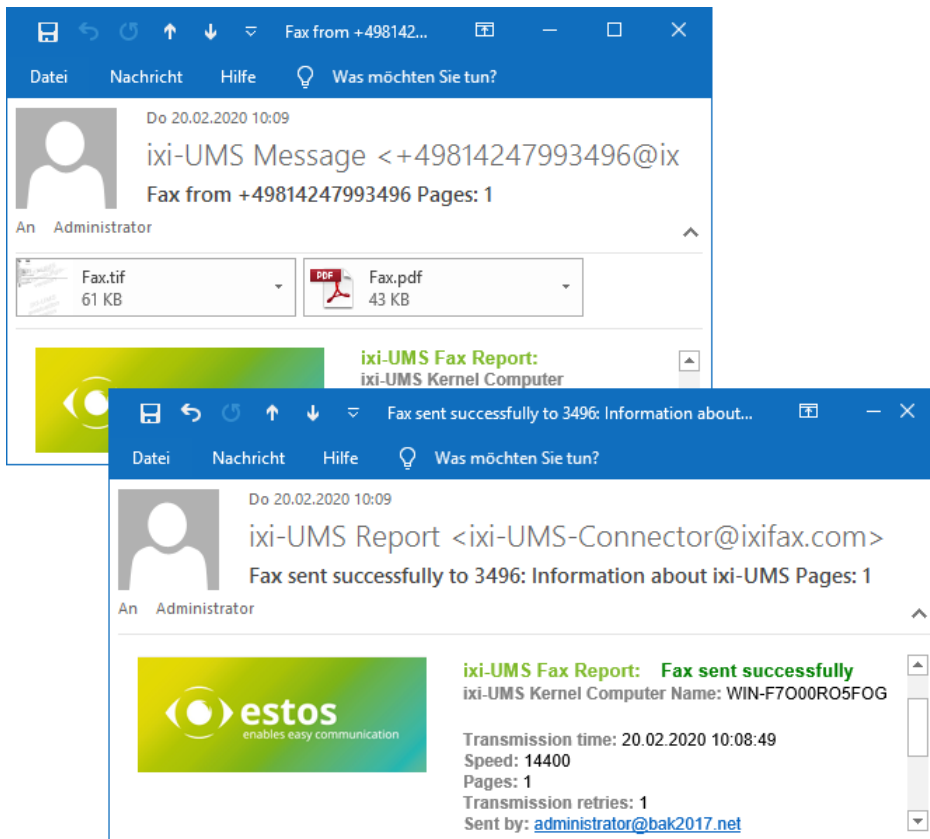 Fax from +498142...
Datei Nachricht Hilfe Was möchten Sie tun?
Do 20.02.2020 10:09
ixi-UMS Message <+49814247993496@ix
Fax from +49814247993496 Pages: 1
An Administrator
Fax.tif
61 KB
PDF
Fax.pdf
43 KB
ixi-UMS Fax Report:
ixi-UMS Kernel Computer
Fax sent successfully to 3496: Information about...
Datei Nachricht Hilfe Was möchten Sie tun?
Do 20.02.2020 10:09
ixi-UMS Report <ixi-UMS-Connector@ixifax.com>
Fax sent successfully to 3496: Information about ixi-UMS Pages: 1
An Administrator
estos
enables easy communication
ixi-UMS Fax Report: Fax sent successfully
ixi-UMS Kernel Computer Name: WIN-F7O00RO5FOG
Transmission time: 20.02.2020 10:08:49
Speed: 14400
Pages: 1
Transmission retries: 1
Sent by: administrator@bak2017.net